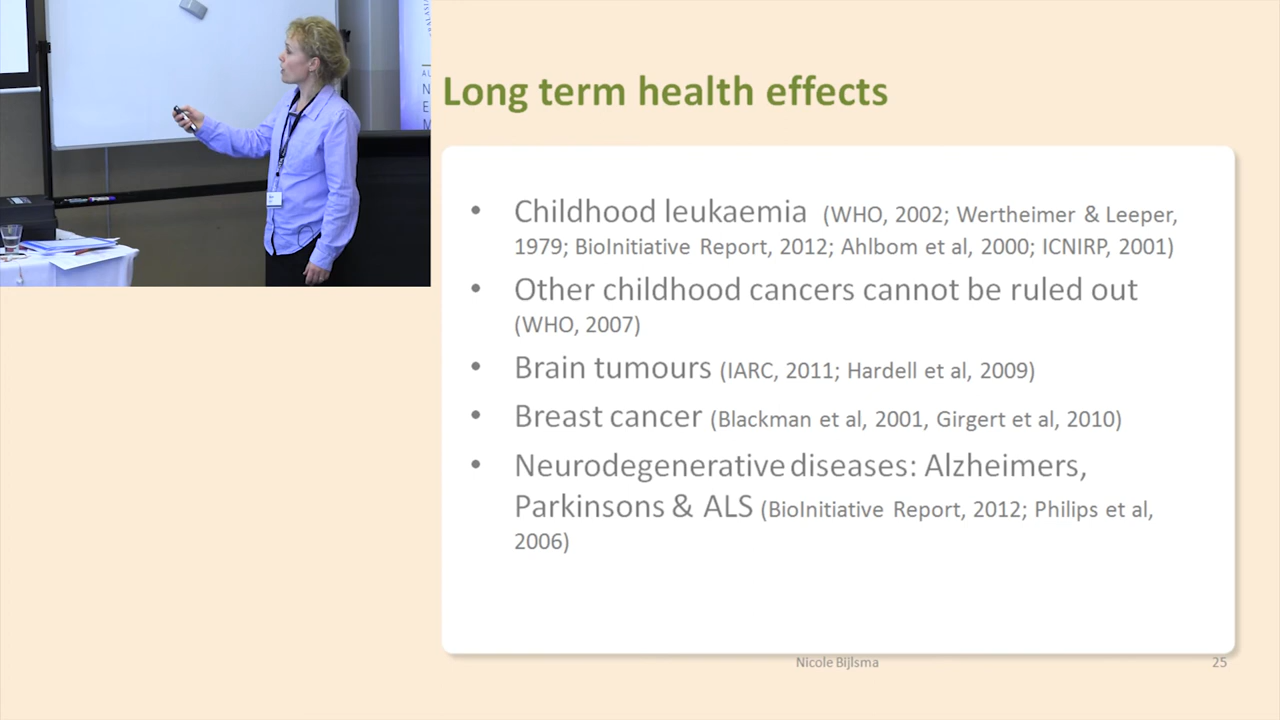 Long term health effects
• Childhood leukaemia (WHO, 2002; Wertheimer & Leeper,
1979; BioInitiative Report, 2012; Ahlbom et al, 2000; ICNIRP, 2001)
• Other childhood cancers cannot be ruled out
(WHO, 2007)
• Brain tumours (IARC, 2011; Hardell et al, 2009)
• Breast cancer (Blackman et al, 2001, Girgert et al, 2010)
• Neurodegenerative diseases: Alzheimers,
Parkinsons & ALS (BioInitiative Report, 2012; Philips et al,
2006)
Nicole Bijlsma
25